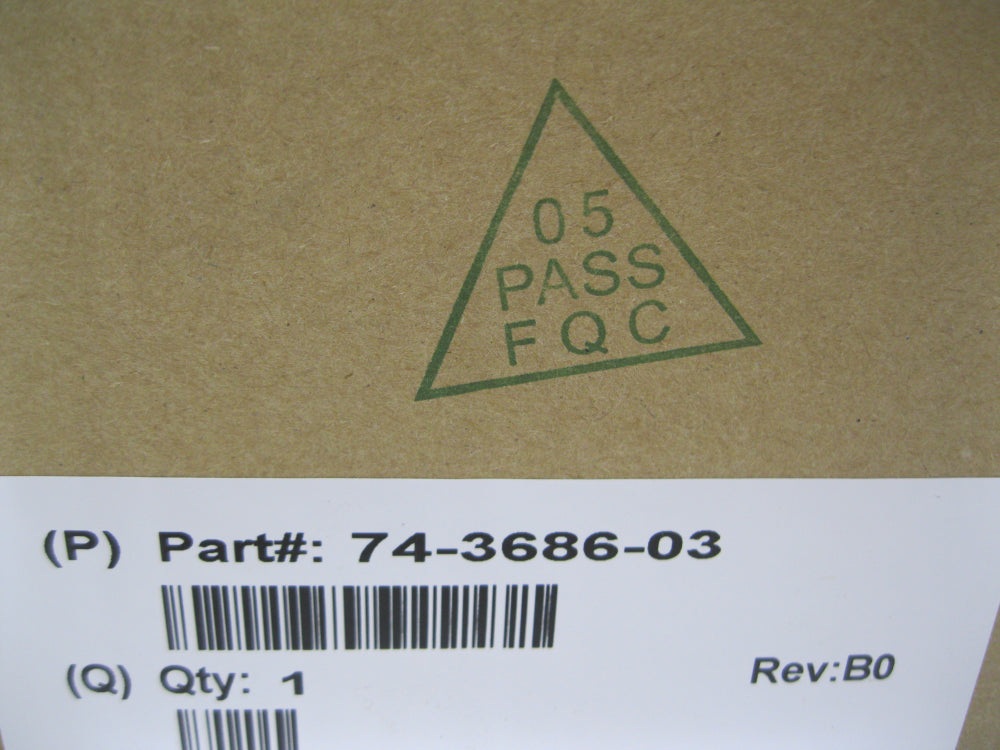 05
PASS
FQC
(P) Part#: 74-3686-03
(Q) Qty: 1
Rev:B0